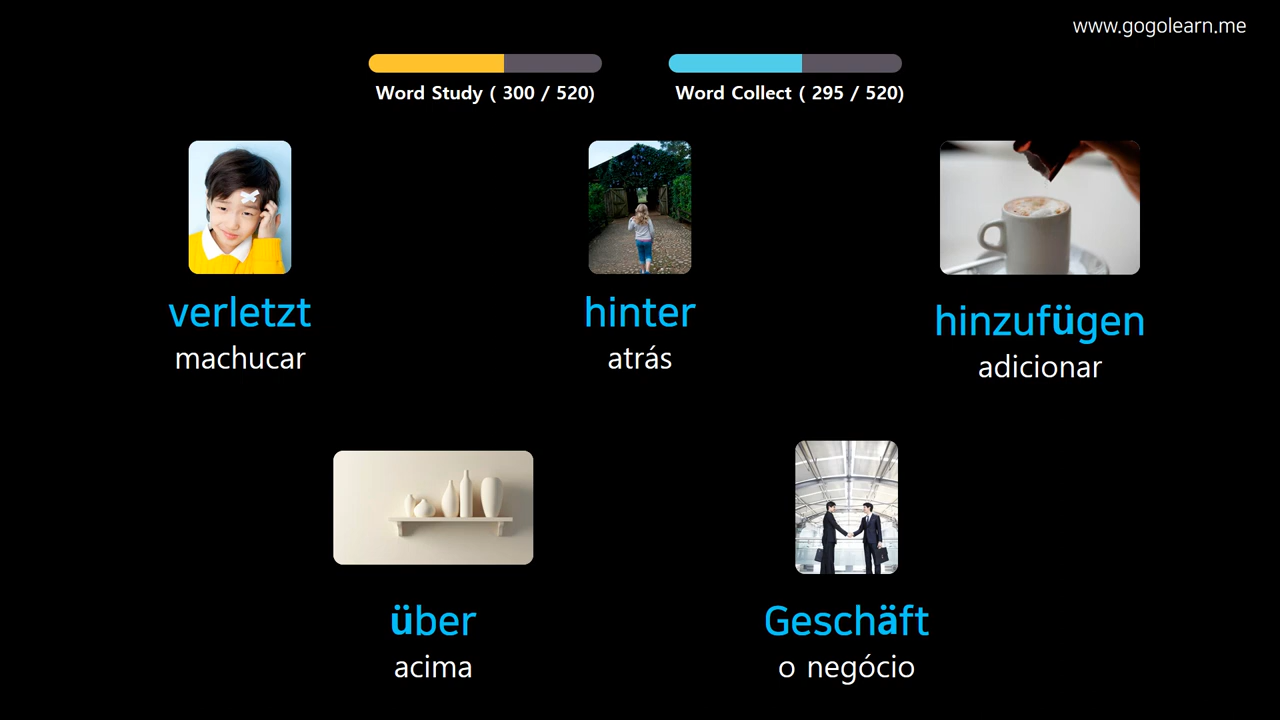 www.gogolearn.me
Word Study ( 300 / 520)
Word Collect ( 295 / 520)
verletzt
machucar
hinter
atrás
hinzufügen
adicionar
über
acima
Geschäft
o negócio